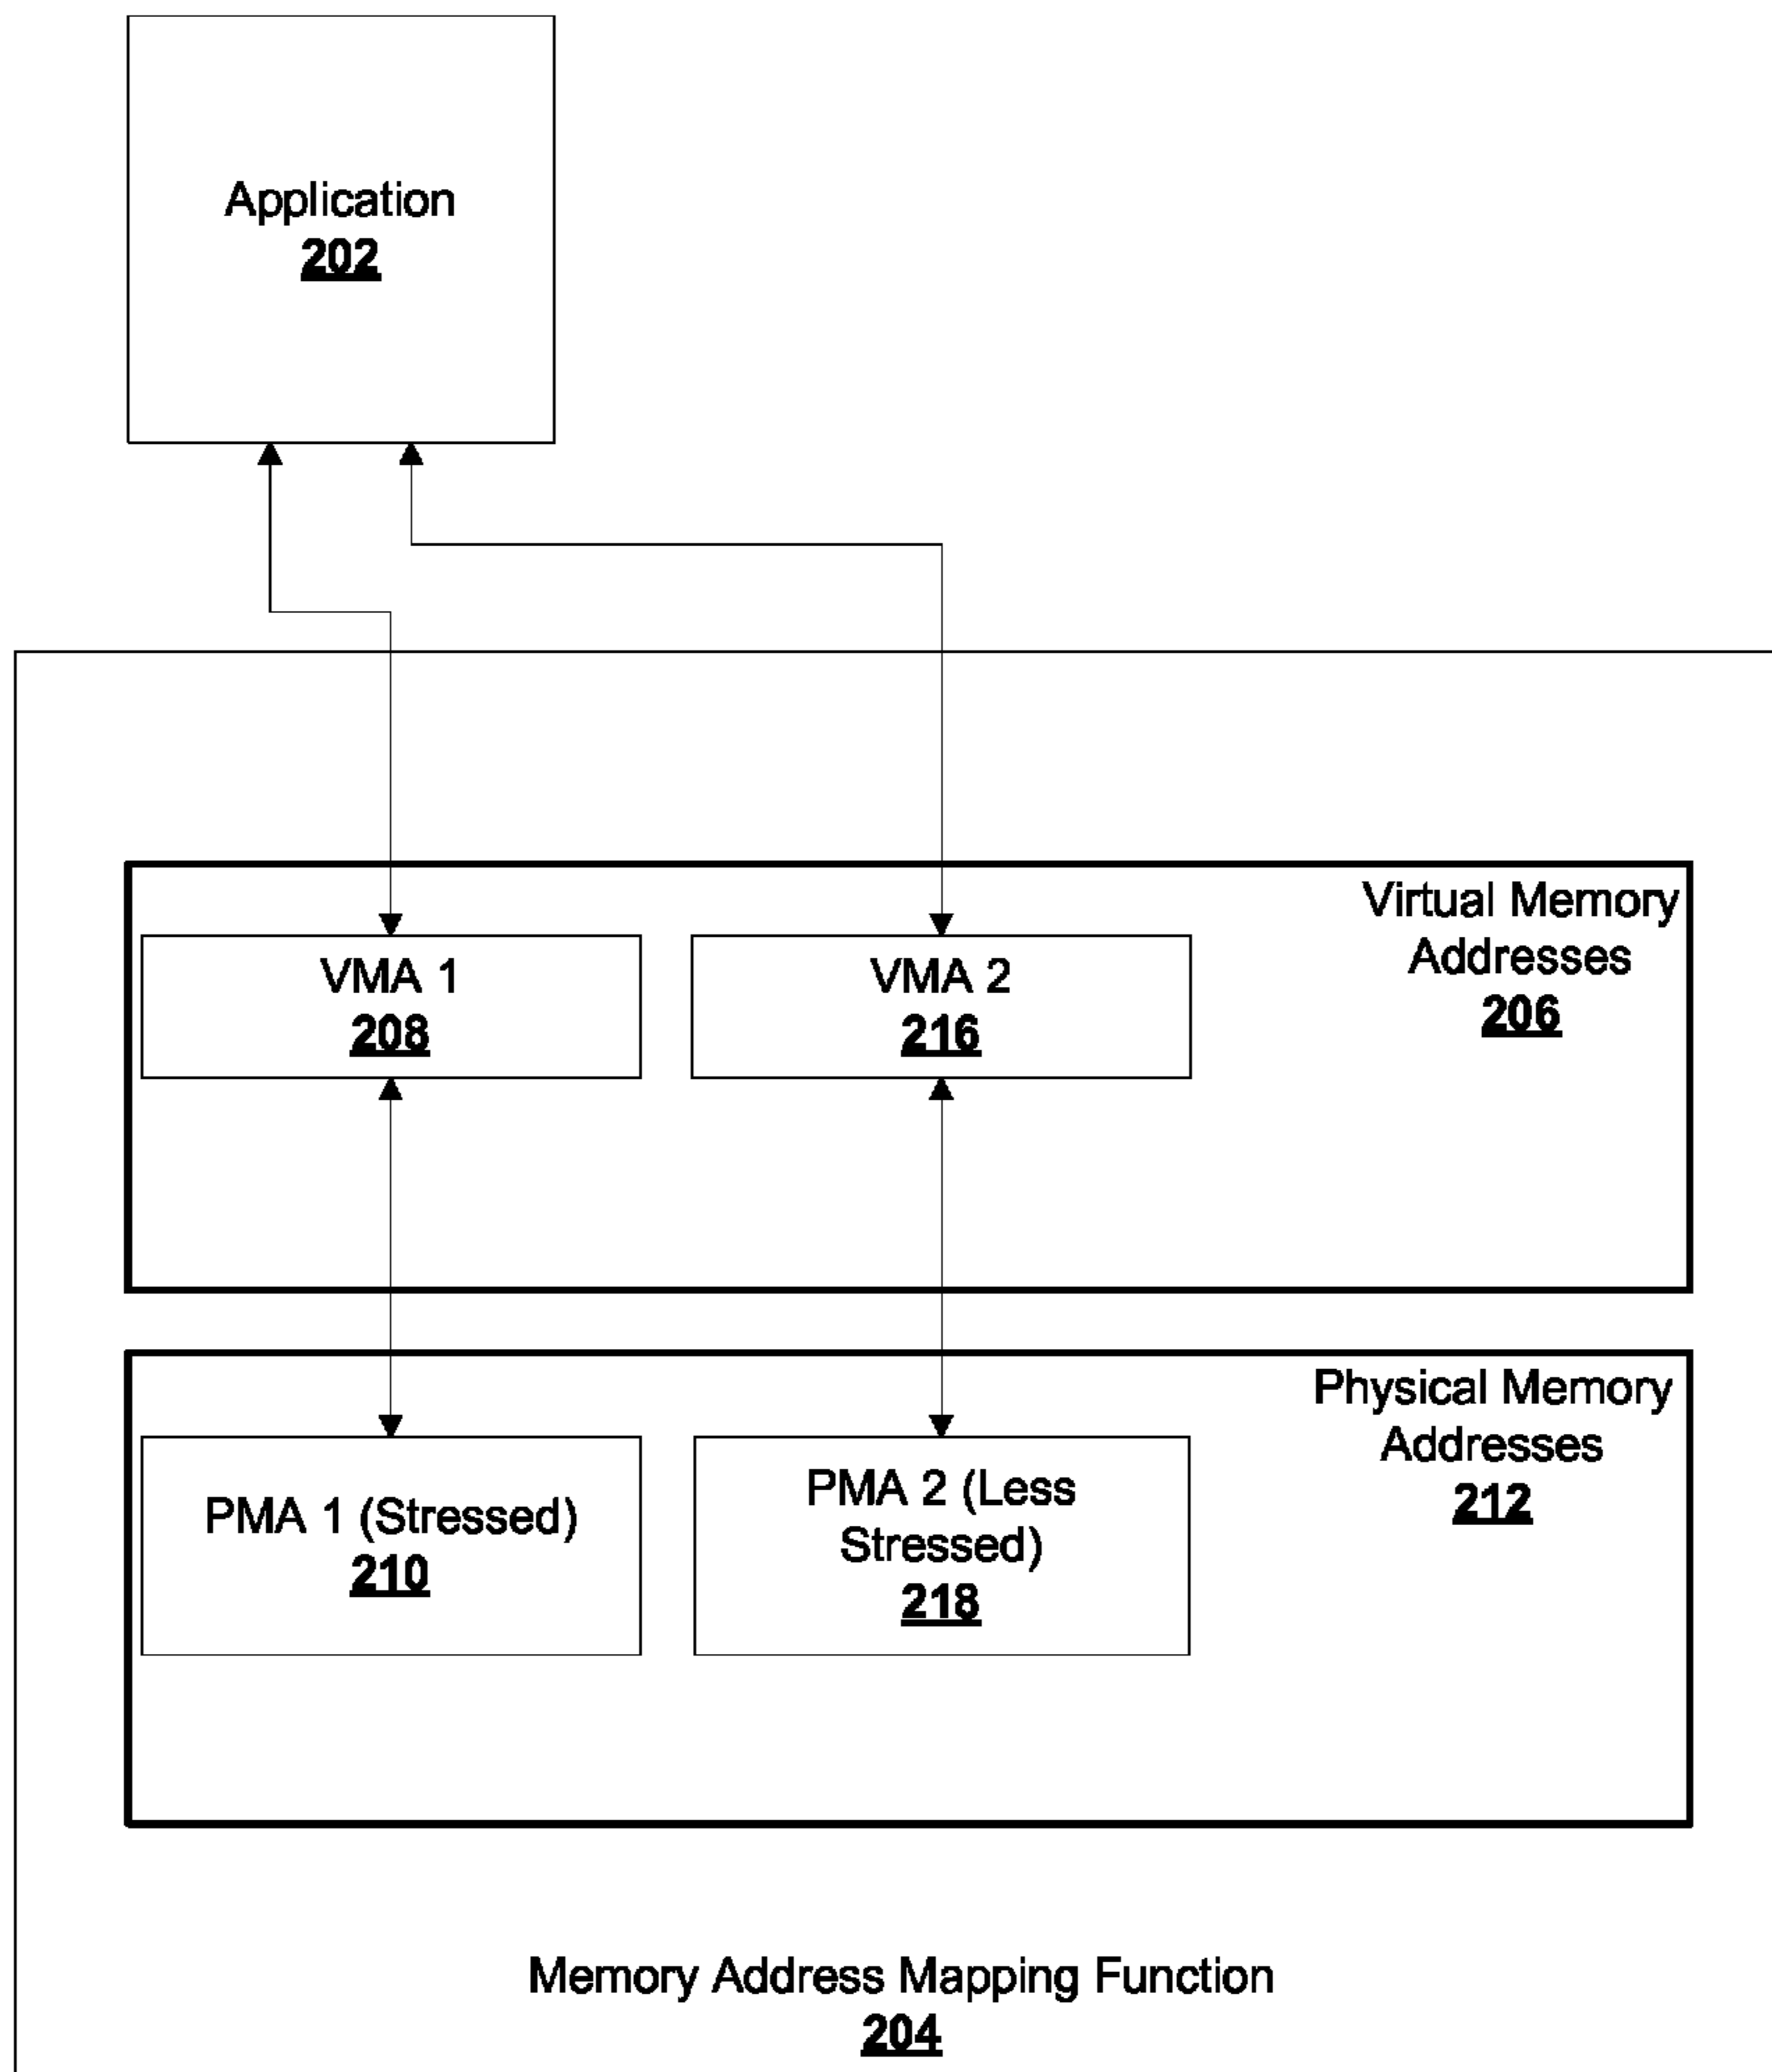 Application
202
VMA 1
208
VMA 2
216
Virtual Memory
Addresses
206
PMA 1 (Stressed)
210
PMA 2 (Less
Stressed)
218
Physical Memory
Addresses
212
Memory Address Mapping Function
204